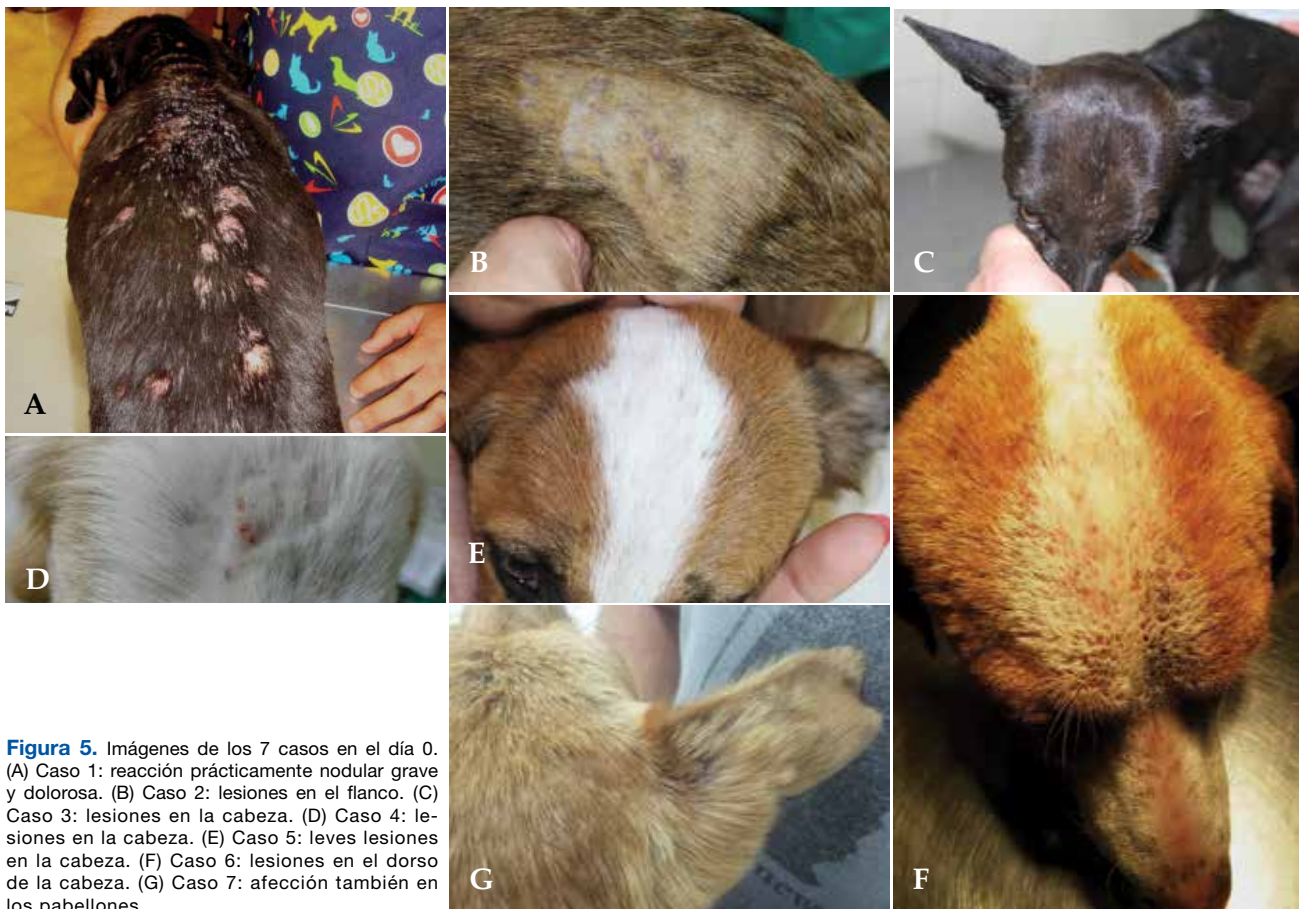 A
B
C
D
E
F
G
new
Figura 5. Imágenes de los 7 casos en el día 0.
(A) Caso 1: reacción prácticamente nodular grave
y dolorosa. (B) Caso 2: lesiones en el flanco. (C)
Caso 3: lesiones en la cabeza. (D) Caso 4: le-
siones en la cabeza. (E) Caso 5: leves lesiones
en la cabeza. (F) Caso 6: lesiones en el dorso
de la cabeza. (G) Caso 7: afección también en
los pabellones.